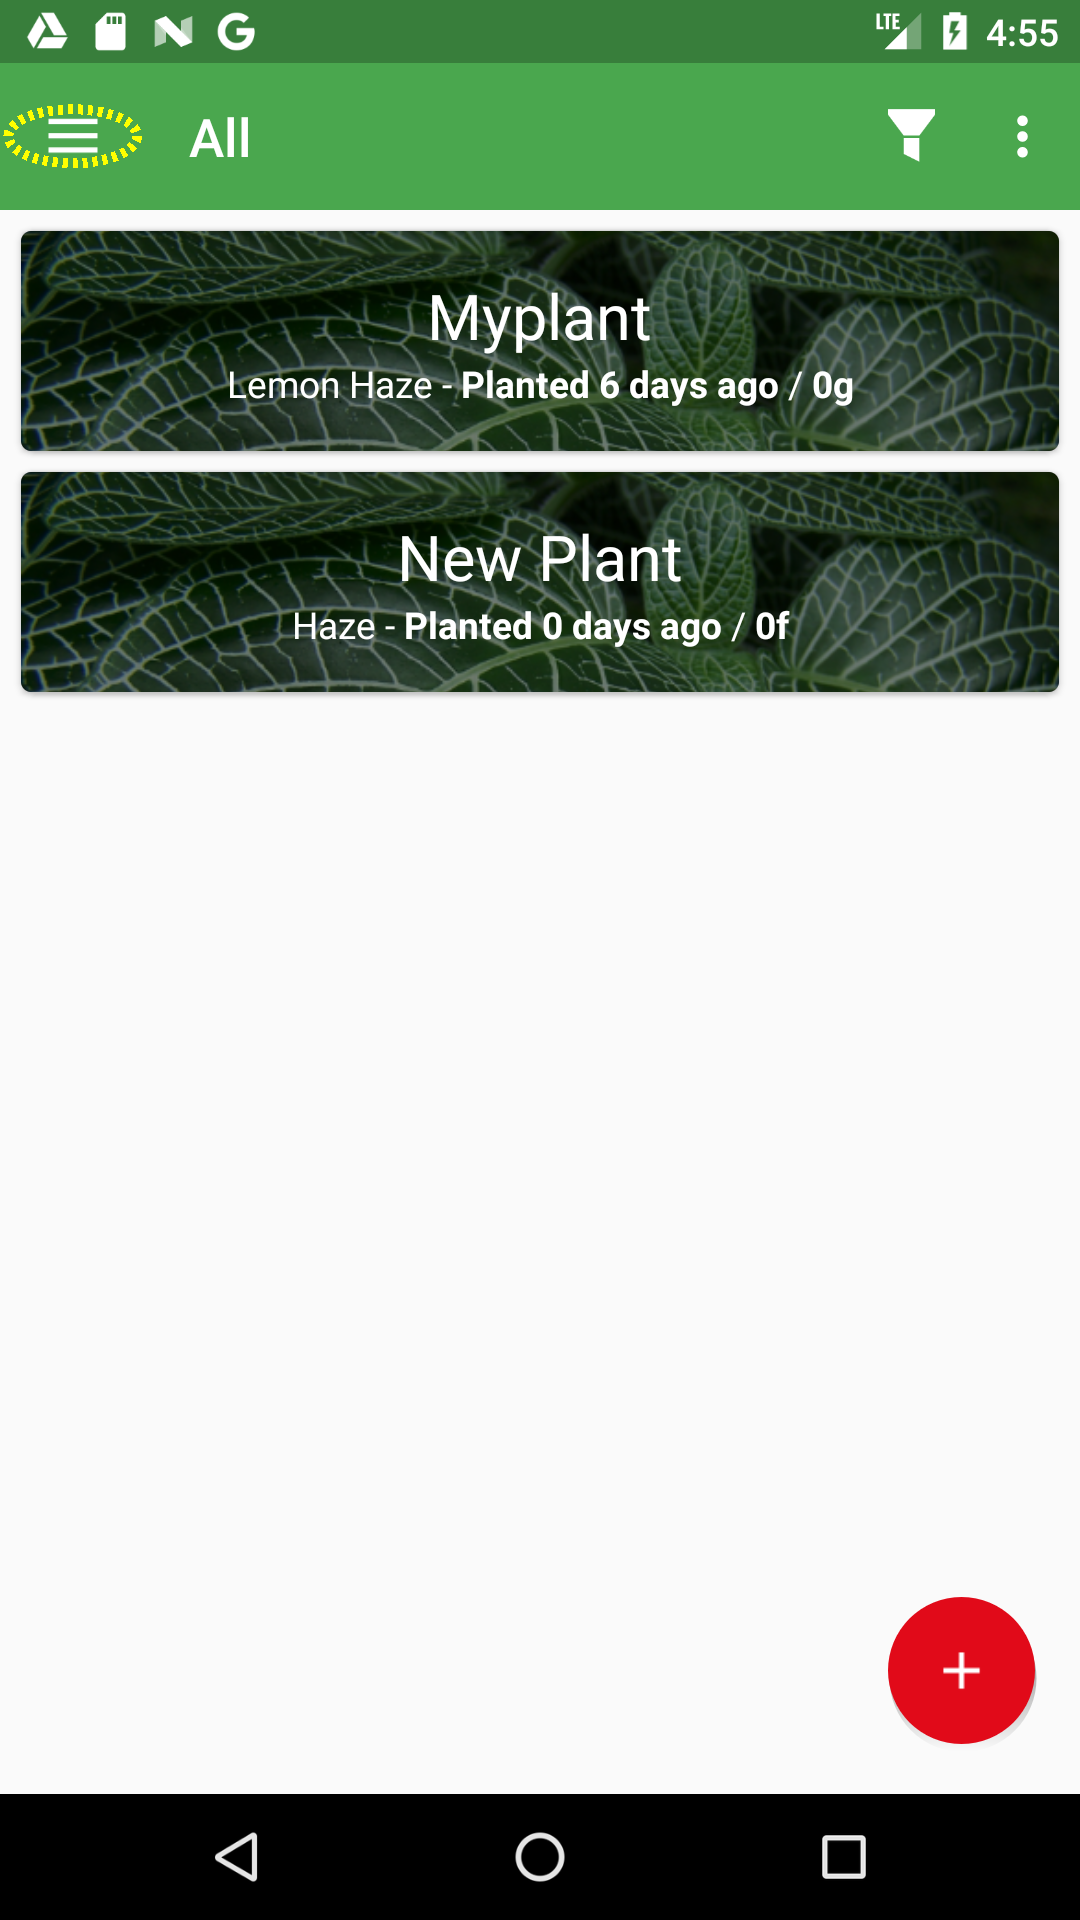 LTE 4:55
All
Myplant
Lemon Haze - Planted 6 days ago / 0g
New Plant
Haze - Planted 0 days ago / 0f